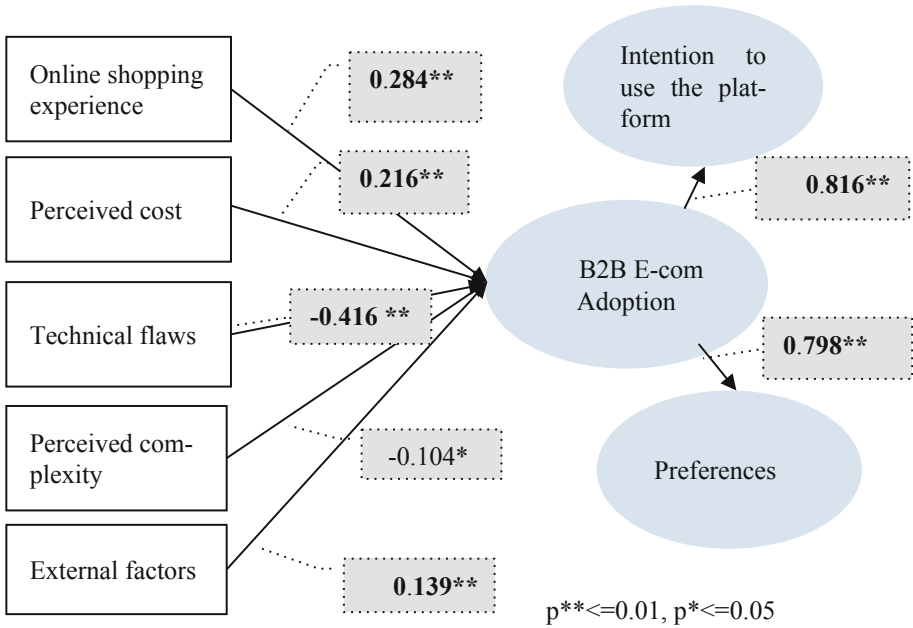 Online shopping
experience
0.284**
Intention to
use the plat-
form
Perceived cost
0.216**
0.816**
B2B E-com
Adoption
Technical flaws
-0.416 **
0.798**
Perceived com-
plexity
-0.104*
Preferences
External factors
0.139**
p**<=0.01, p*<=0.05